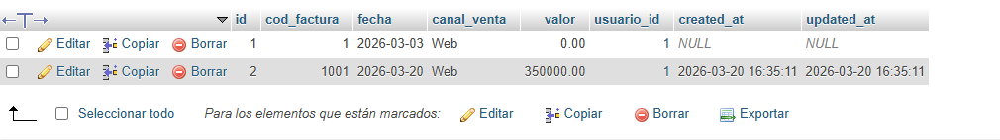 id cod_factura fecha canal_venta valor usuario_id created_at updated_at
Editar Copiar Borrar 1 1 2026-03-03 Web 0.00 1 NULL NULL
Editar Copiar Borrar 2 1001 2026-03-20 Web 350000.00 1 2026-03-20 16:35:11 2026-03-20 16:35:11
Seleccionar todo Para los elementos que están marcados: Editar Copiar Borrar Exportar